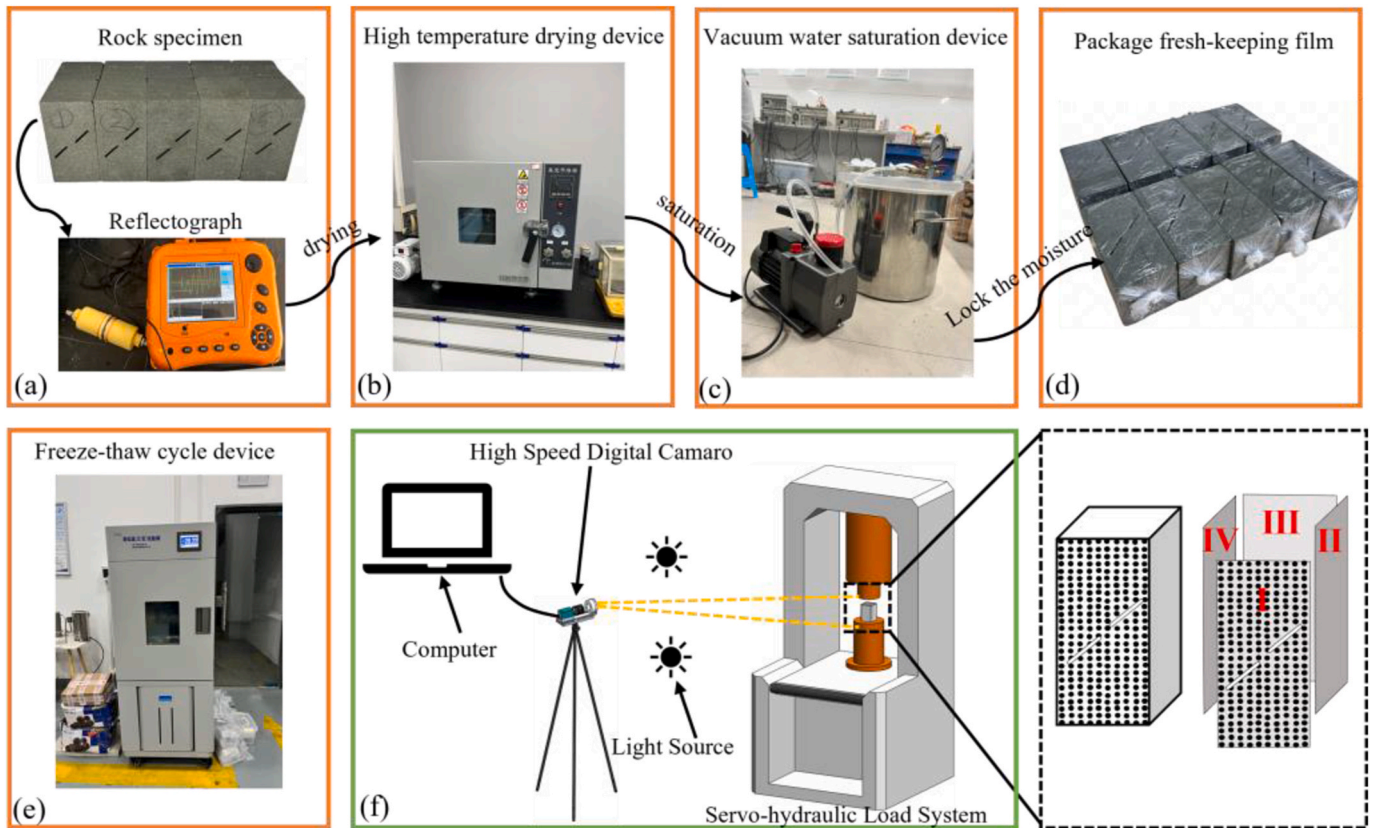 Rock specimen
Reflectograph
(a)
drying
High temperature drying device
(b)
saturation
Vacuum water saturation device
(c)
Lock the moisture
Package fresh-keeping film
(d)
Freeze-thaw cycle device
(e)
High Speed Digital Camaro
Computer
Light Source
Servo-hydraulic Load System
(f)
IV
III
II
I